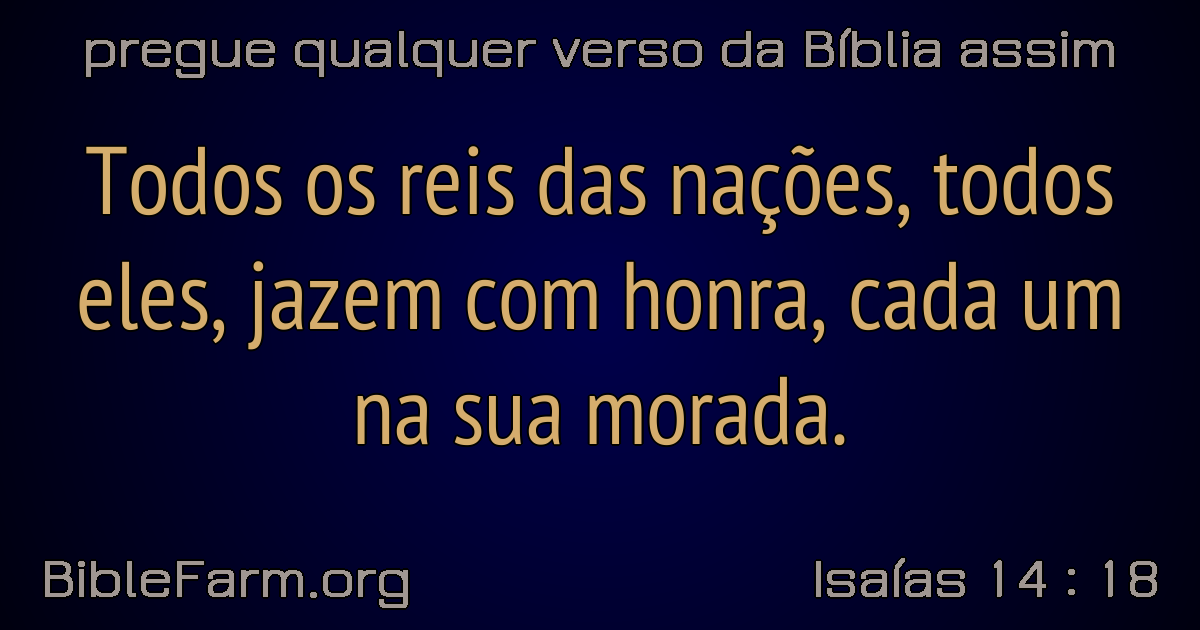 pregue qualquer verso da Bíblia assim
Todos os reis das nações, todos
eles, jazem com honra, cada um
na sua morada.
BibleFarm.org
Isaías 14 : 18